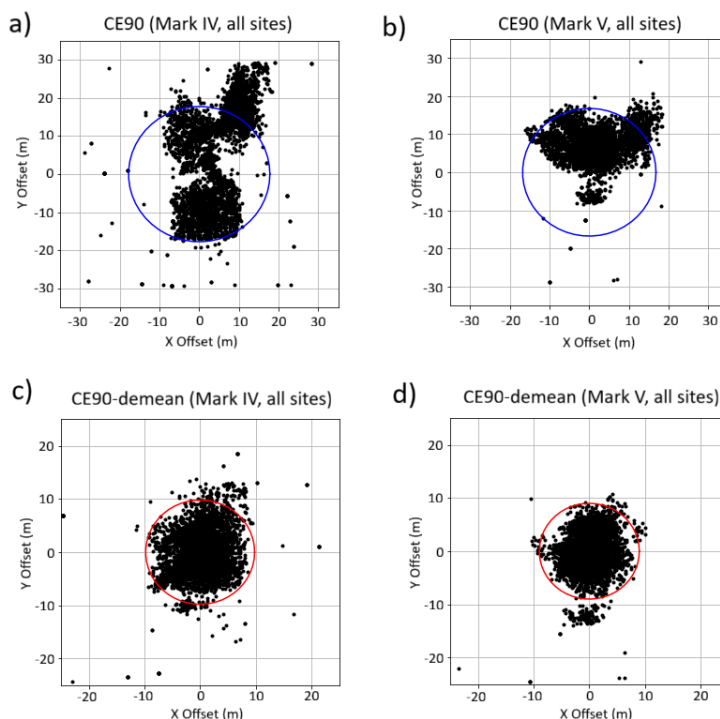 a)
CE90 (Mark IV, all sites)
30
20
10
0
-10
-20
-30
Y Offset (m)
-30 -20 -10 0 10 20 30
X Offset (m)
b)
CE90 (Mark V, all sites)
30
20
10
0
-10
-20
-30
Y Offset (m)
-30 -20 -10 0 10 20 30
X Offset (m)
c)
CE90-demean (Mark IV, all sites)
20
10
0
-10
-20
Y Offset (m)
-20 -10 0 10 20
X Offset (m)
d)
CE90-demean (Mark V, all sites)
20
10
0
-10
-20
Y Offset (m)
-20 -10 0 10 20
X Offset (m)